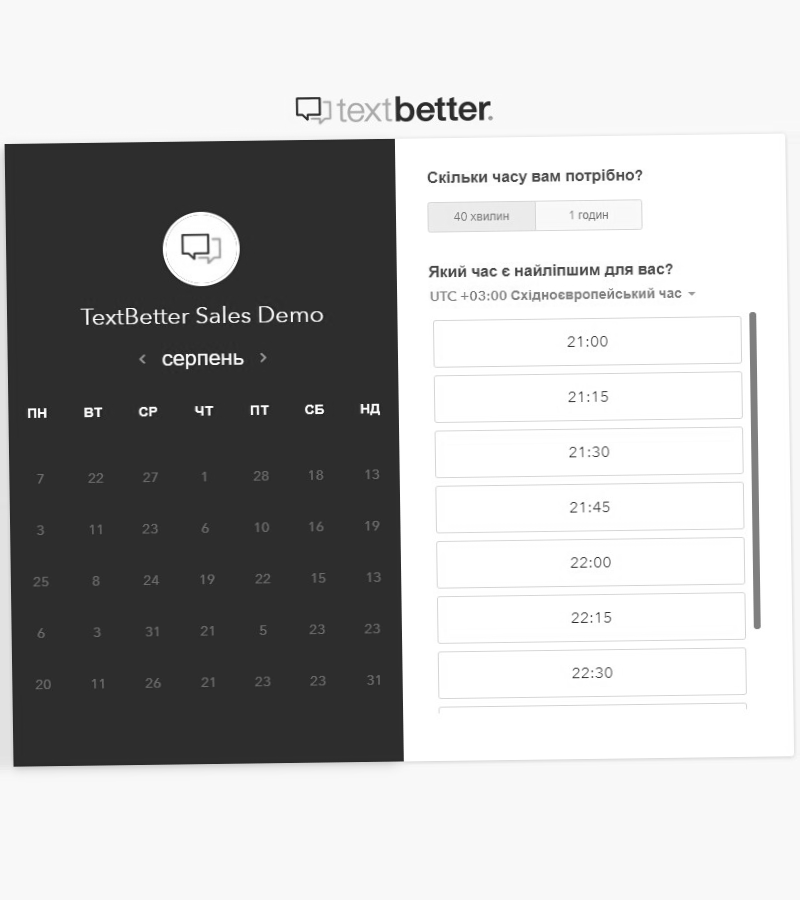 textbetter.
TextBetter Sales Demo
серпень
ПН ВТ СР ЧТ ПТ СБ НД
7 22 27 1 28 18 13
3 11 23 6 10 16 19
25 8 24 19 22 15 13
6 3 31 21 5 23 23
20 11 26 21 23 23 31
Скільки часу вам потрібно?
40 хвилин 1 годин
Який час є найліпшим для вас?
UTC +03:00 Східноєвропейський час
21:00
21:15
21:30
21:45
22:00
22:15
22:30